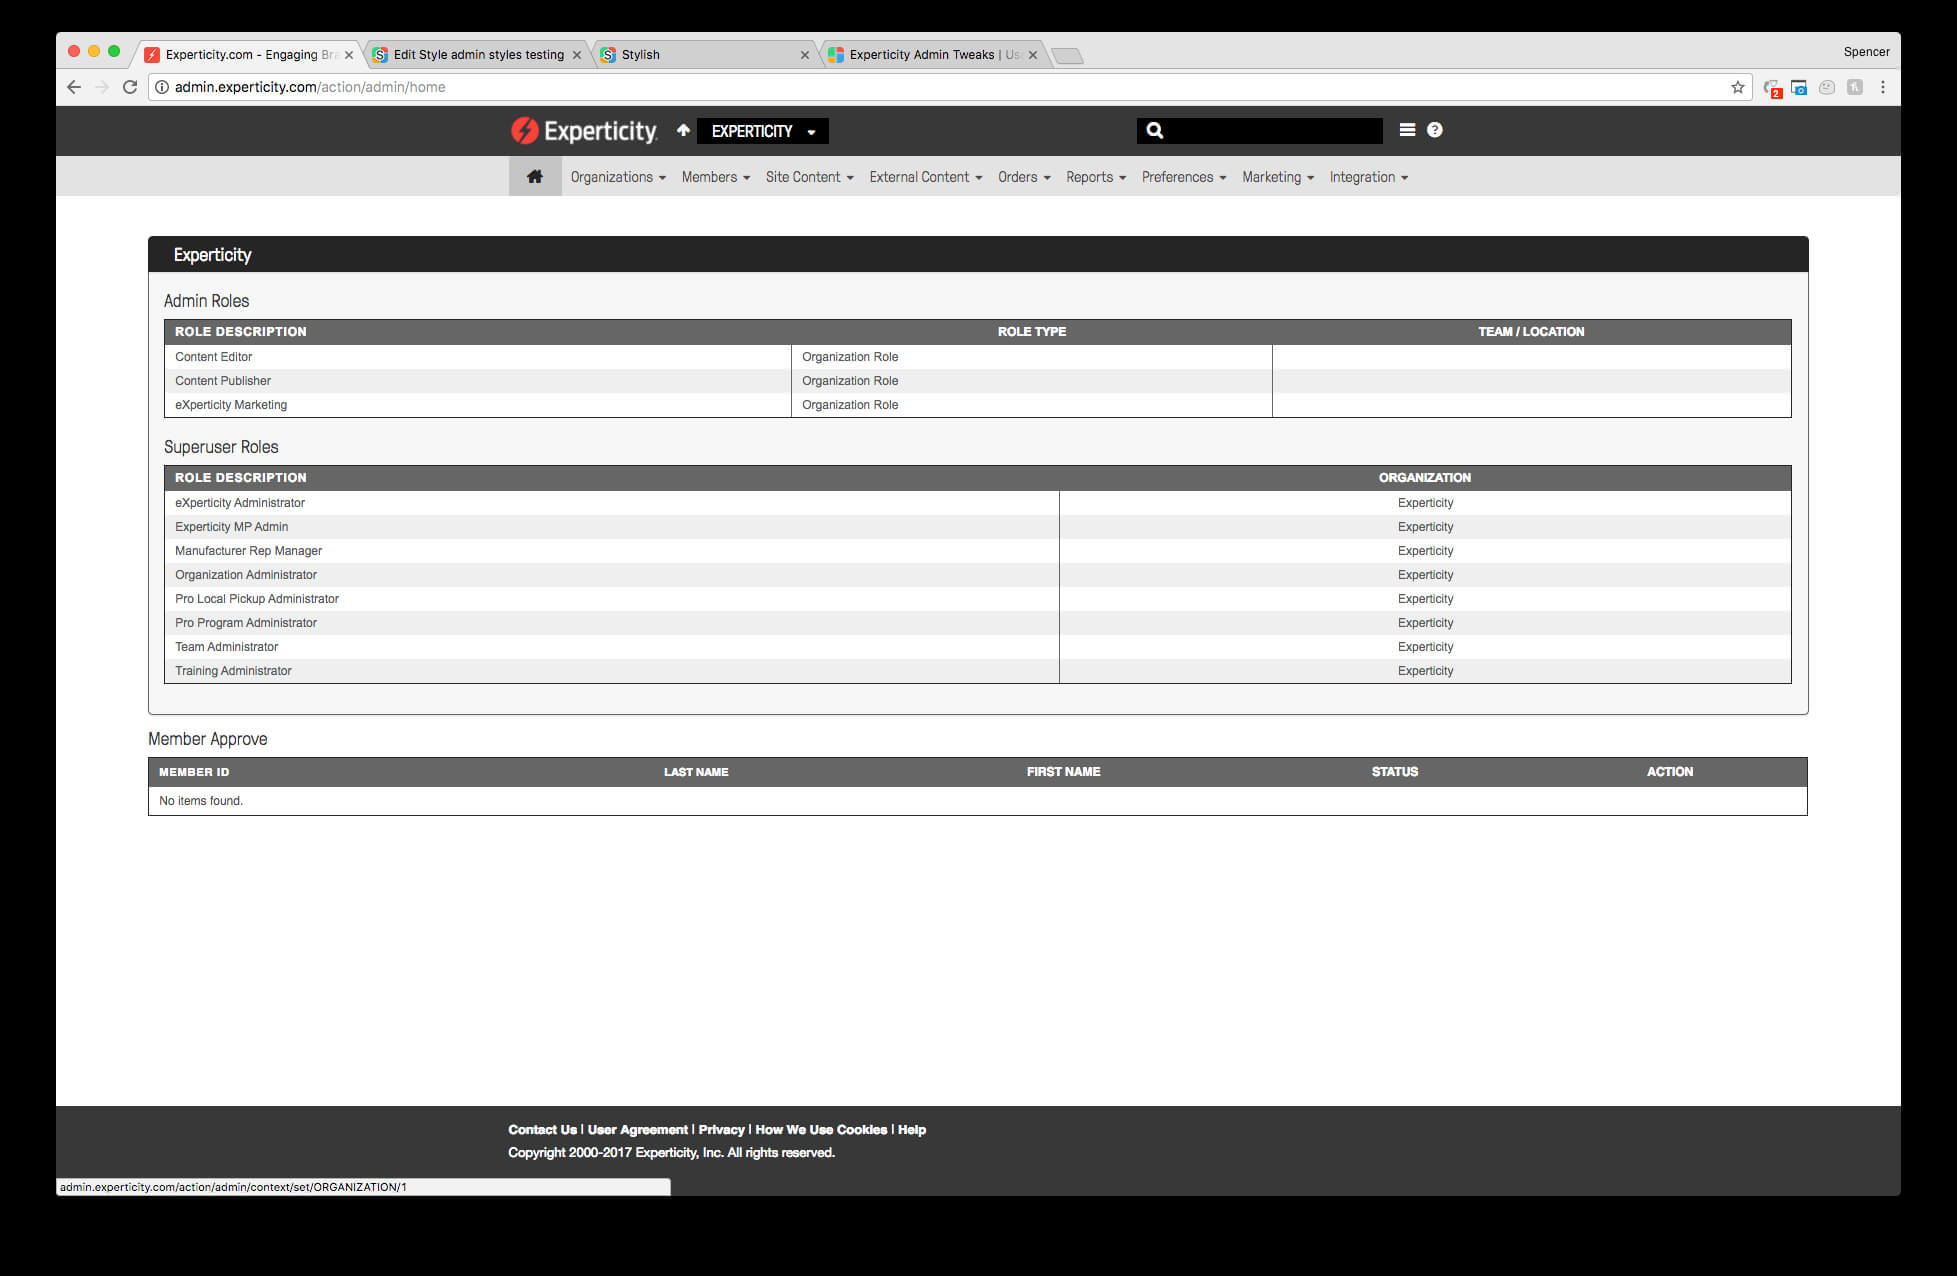 Experticity.com - Engaging Bra
Edit Style admin styles testing
Stylish
Experticity Admin Tweaks | Us
Spencer
admin.experticity.com/action/admin/home
2
Experticity
EXPERTICITY
Organizations
Members
Site Content
External Content
Orders
Reports
Preferences
Marketing
Integration
Experticity
Admin Roles
ROLE DESCRIPTION ROLE TYPE TEAM / LOCATION
Content Editor Organization Role
Content Publisher Organization Role
eXperticity Marketing Organization Role
Superuser Roles
ROLE DESCRIPTION ORGANIZATION
eXperticity Administrator Experticity
Experticity MP Admin Experticity
Manufacturer Rep Manager Experticity
Organization Administrator Experticity
Pro Local Pickup Administrator Experticity
Pro Program Administrator Experticity
Team Administrator Experticity
Training Administrator Experticity
Member Approve
MEMBER ID LAST NAME FIRST NAME STATUS ACTION
No items found.
Contact Us | User Agreement | Privacy | How We Use Cookies | Help
Copyright 2000-2017 Experticity, Inc. All rights reserved.
admin.experticity.com/action/admin/context/set/ORGANIZATION/1